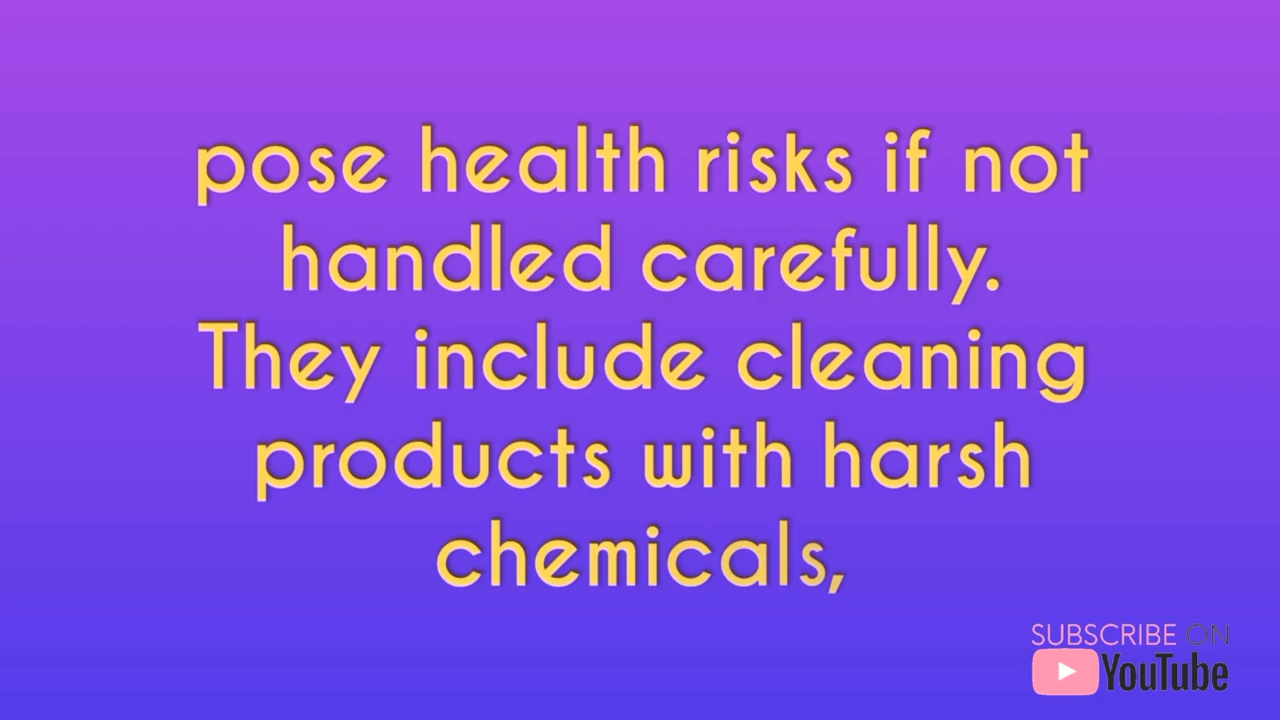 pose health risks if not
handled carefully.
They include cleaning
products with harsh
chemicals,
SUBSCRIBE ON
YouTube